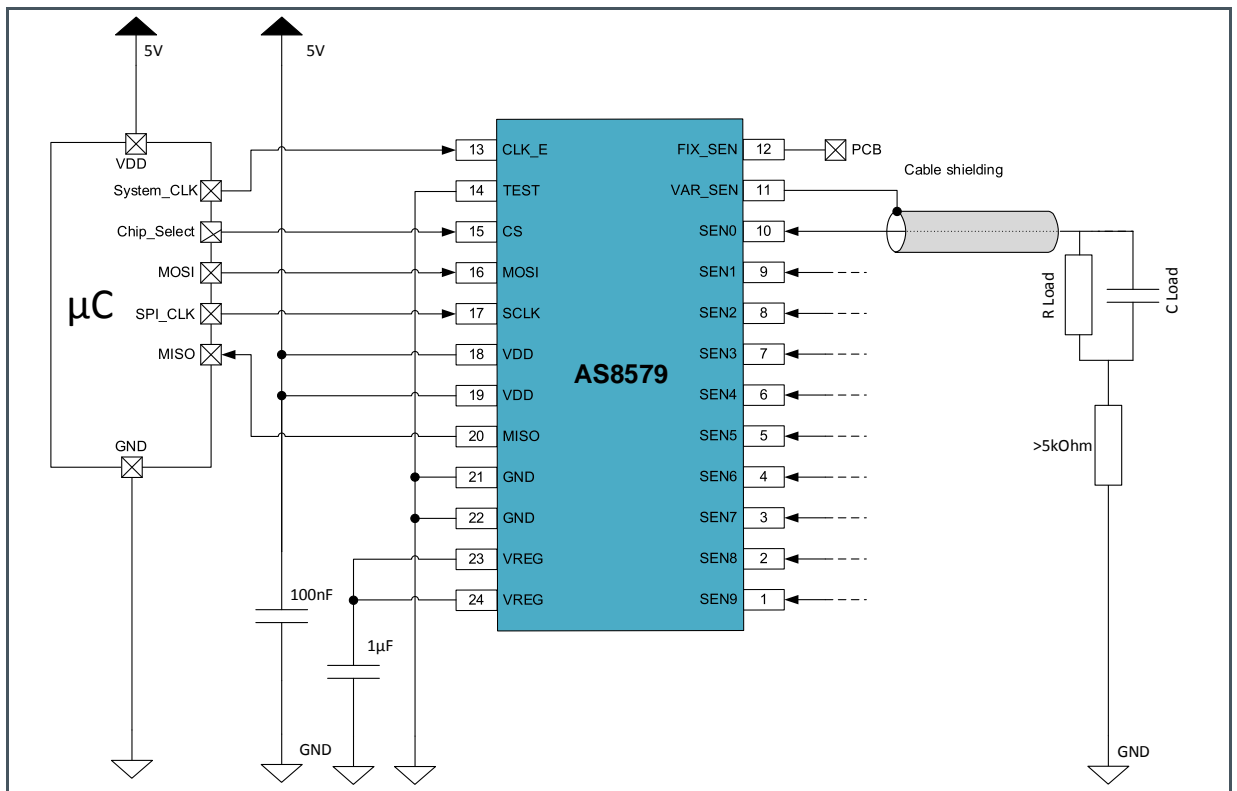 5V
5V
VDD
System_CLK
Chip_Select
MOSI
SPI_CLK
MISO
GND
µC
13 CLK_E
14 TEST
15 CS
16 MOSI
17 SCLK
18 VDD
19 VDD
20 MISO
21 GND
22 GND
23 VREG
24 VREG
AS8579
FIX_SEN 12 PCB
VAR_SEN 11
SEN0 10
SEN1 9
SEN2 8
SEN3 7
SEN4 6
SEN5 5
SEN6 4
SEN7 3
SEN8 2
SEN9 1
Cable shielding
R Load
C Load
>5kOhm
100nF
1µF
GND
GND